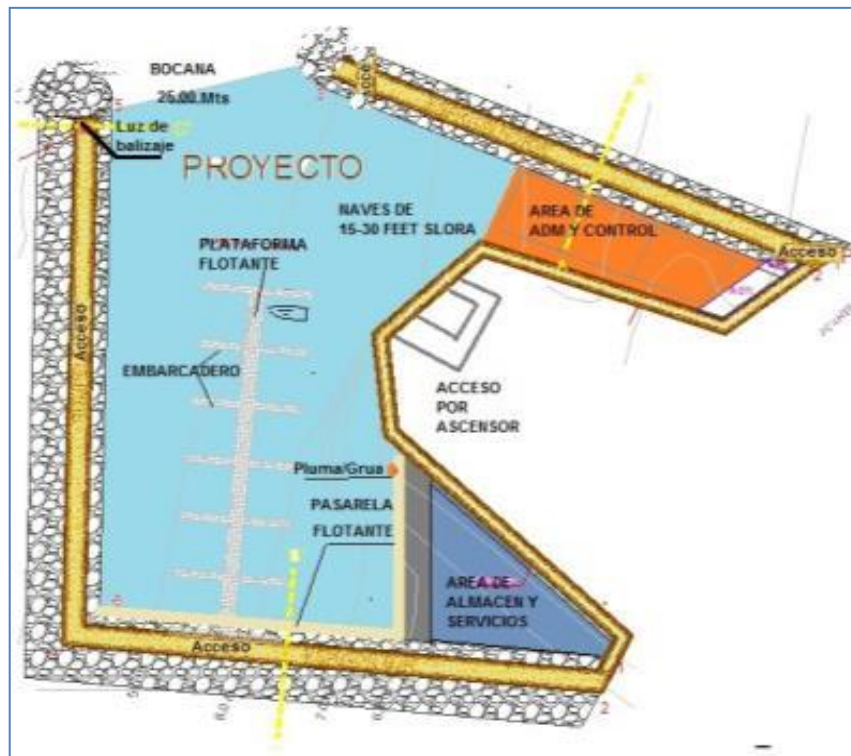 BOCANA
25.00 Mts
Luz de
balizaje
PROYECTO
NAVES DE
15-30 FEET SLORA
AREA DE
ADM Y CONTROL
Acceso
PLATAFORMA
FLOTANTE
EMBARCADERO
Acceso
ACCESO
POR
ASCENSOR
Pluma/Grua
PASARELA
FLOTANTE
AREA DE
ALMACEN Y
SERVICIOS
Acceso
2